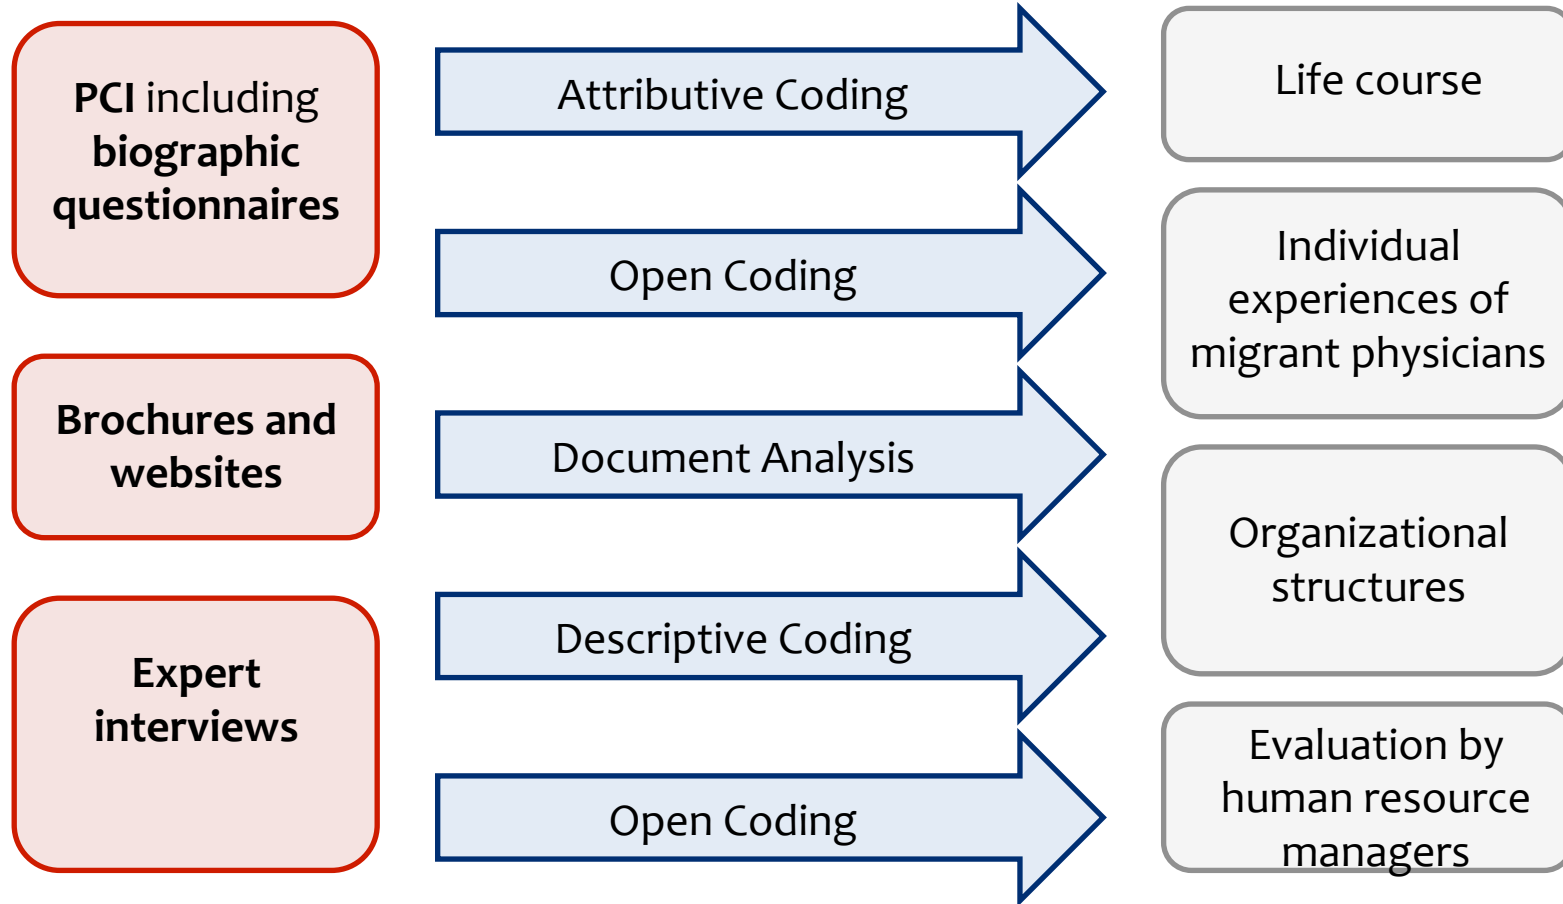 PCI including
biographic
questionnaires
Brochures and
websites
Expert
interviews
Attributive Coding
Open Coding
Document Analysis
Descriptive Coding
Open Coding
Life course
Individual
experiences of
migrant physicians
Organizational
structures
Evaluation by
human resource
managers